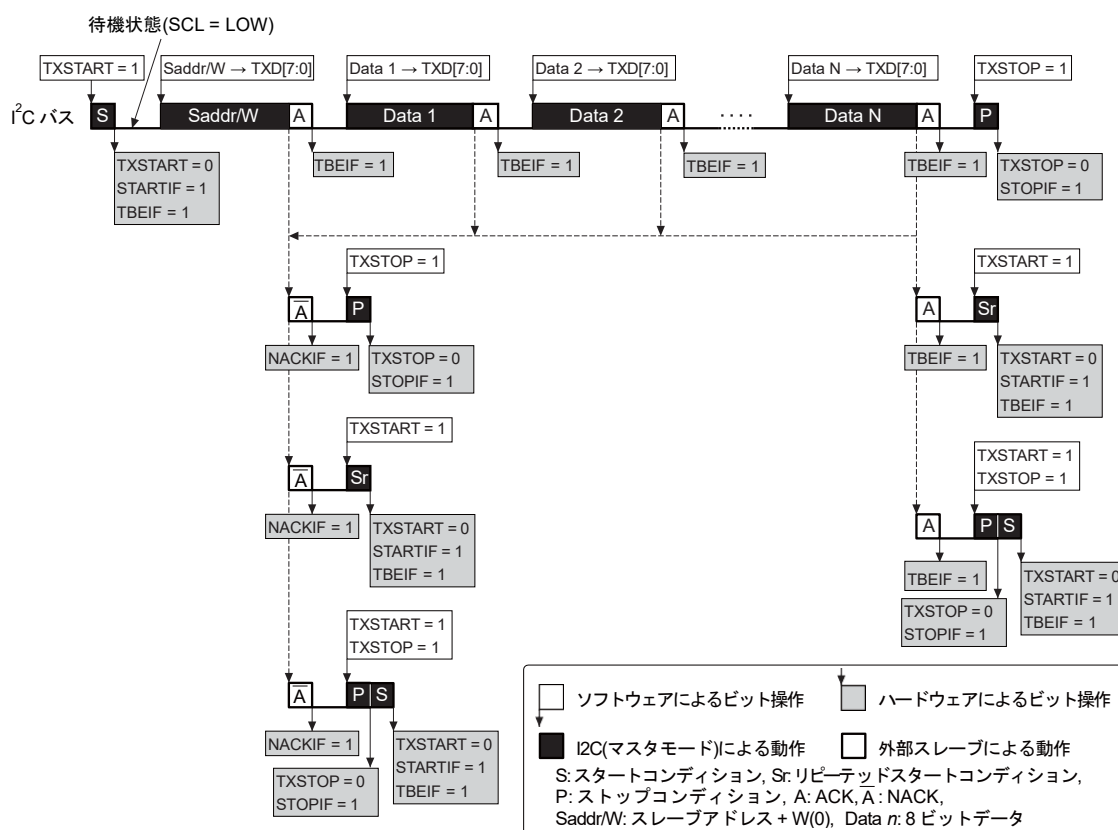 待機状態(SCL = LOW)
TXSTART = 1
Saddr/W → TXD[7:0]
Data 1 → TXD[7:0]
Data 2 → TXD[7:0]
Data N → TXD[7:0]
TXSTOP = 1
I²C バス
S
Saddr/W
A
Data 1
A
Data 2
A
····
Data N
A
P
TXSTART = 0
STARTIF = 1
TBEIF = 1
TBEIF = 1
TBEIF = 1
TBEIF = 1
TBEIF = 1
TXSTOP = 0
STOPIF = 1
TXSTOP = 1
A̅
P
NACKIF = 1
TXSTOP = 0
STOPIF = 1
TXSTART = 1
A
Sr
TBEIF = 1
TXSTART = 0
STARTIF = 1
TBEIF = 1
TXSTART = 1
A̅
Sr
NACKIF = 1
TXSTART = 0
STARTIF = 1
TBEIF = 1
TXSTART = 1
TXSTOP = 1
A
P
S
TBEIF = 1
TXSTOP = 0
STOPIF = 1
TXSTART = 0
STARTIF = 1
TBEIF = 1
TXSTART = 1
TXSTOP = 1
A̅
P
S
NACKIF = 1
TXSTOP = 0
STOPIF = 1
TXSTART = 0
STARTIF = 1
TBEIF = 1
ソフトウェアによるビット操作
ハードウェアによるビット操作
I2C(マスタモード)による動作
外部スレーブによる動作
S: スタートコンディション, Sr: リピーテッドスタートコンディション,
P: ストップコンディション, A: ACK, A̅ : NACK,
Saddr/W: スレーブアドレス + W(0), Data n: 8 ビットデータ